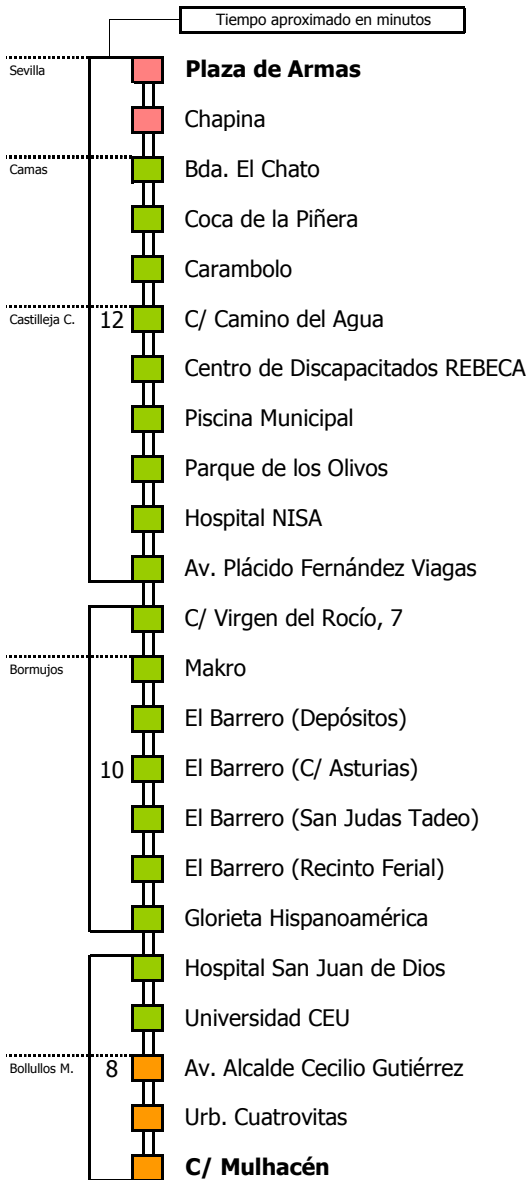 Tiempo aproximado en minutos
Sevilla
Plaza de Armas
Chapina
Camas
Bda. El Chato
Coca de la Piñera
Carambolo
Castilleja C.
12
C/ Camino del Agua
Centro de Discapacitados REBECA
Piscina Municipal
Parque de los Olivos
Hospital NISA
Av. Plácido Fernández Viagas
C/ Virgen del Rocío, 7
Bormujos
Makro
El Barrero (Depósitos)
10
El Barrero (C/ Asturias)
El Barrero (San Judas Tadeo)
El Barrero (Recinto Ferial)
Glorieta Hispanoamérica
Hospital San Juan de Dios
Universidad CEU
Bollullos M.
8
Av. Alcalde Cecilio Gutiérrez
Urb. Cuatrovitas
C/ Mulhacén